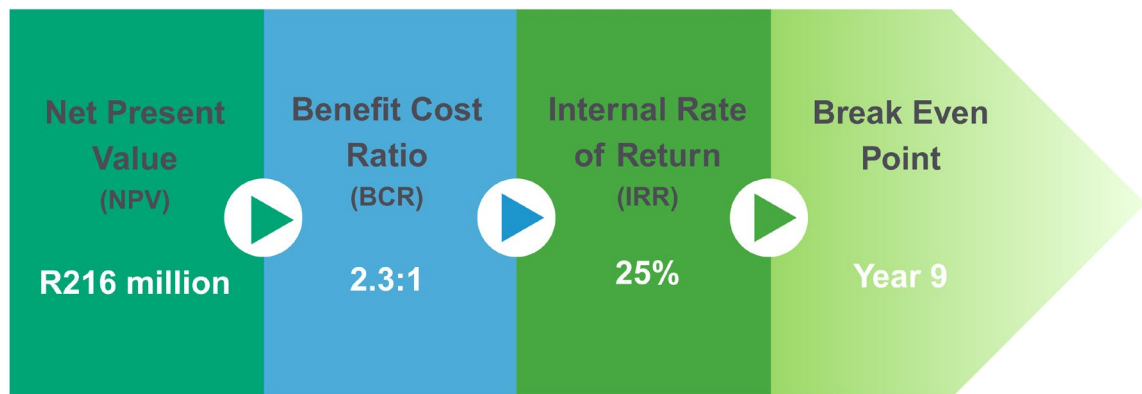 Net Present
Value
(NPV)
R216 million
Benefit Cost
Ratio
(BCR)
2.3:1
Internal Rate
of Return
(IRR)
25%
Break Even
Point
Year 9